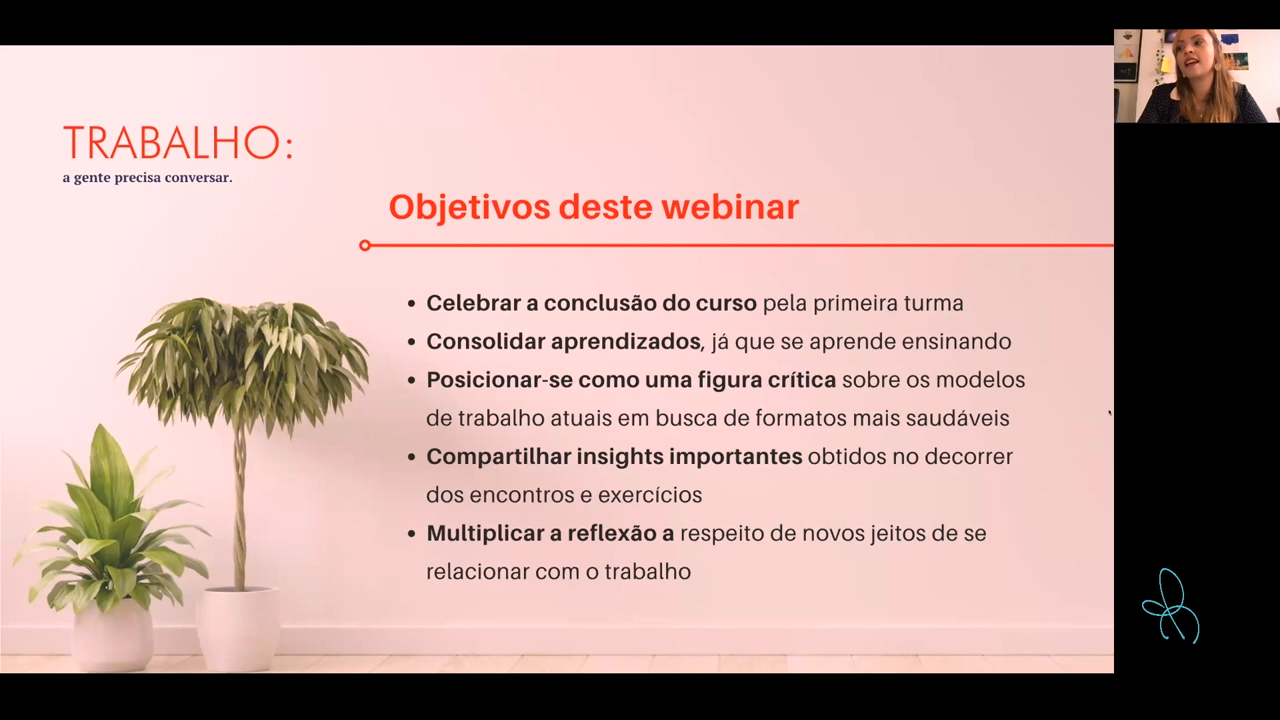 TRABALHO:
a gente precisa conversar.
Objetivos deste webinar
• Celebrar a conclusão do curso pela primeira turma
• Consolidar aprendizados, já que se aprende ensinando
• Posicionar-se como uma figura crítica sobre os modelos
de trabalho atuais em busca de formatos mais saudáveis
• Compartilhar insights importantes obtidos no decorrer
dos encontros e exercícios
• Multiplicar a reflexão a respeito de novos jeitos de se
relacionar com o trabalho